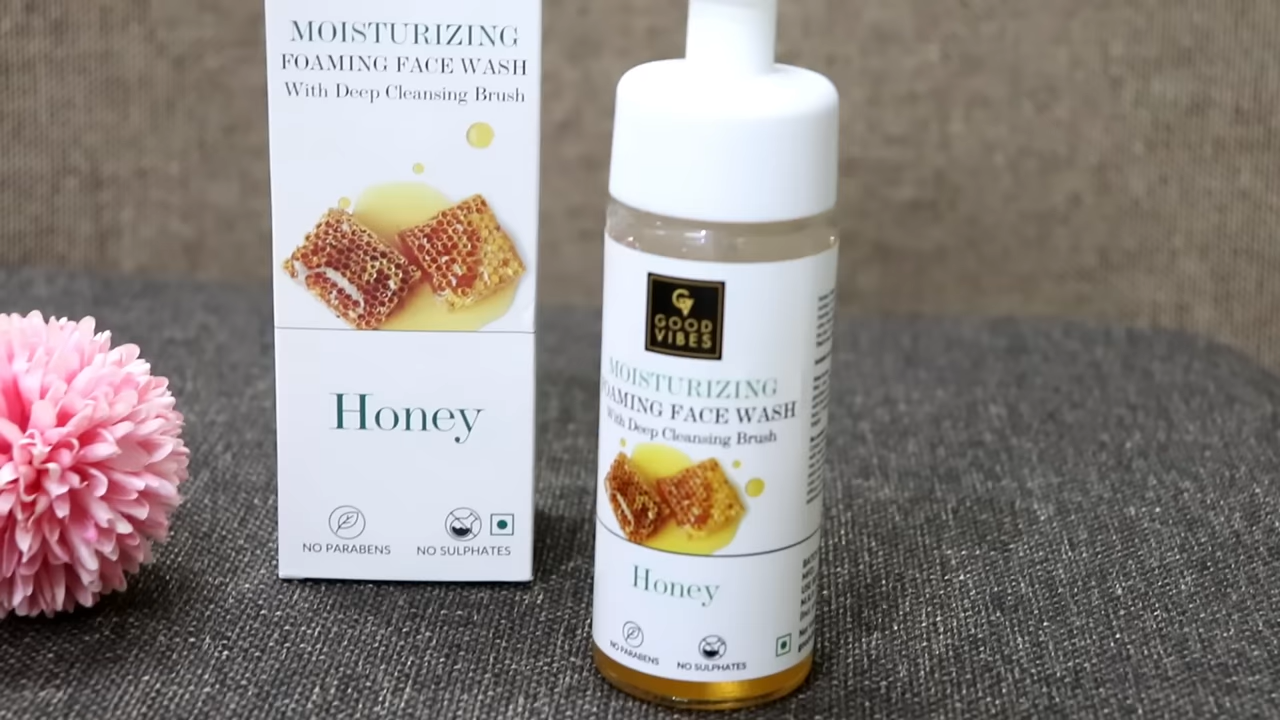 MOISTURIZING
FOAMING FACE WASH
With Deep Cleansing Brush
Honey
NO PARABENS
NO SULPHATES
GOOD
VIBES
MOISTURIZING
OAMING FACE WASH
With Deep Cleansing Brush
Honey
NO PARABENS
NO SULPHATES